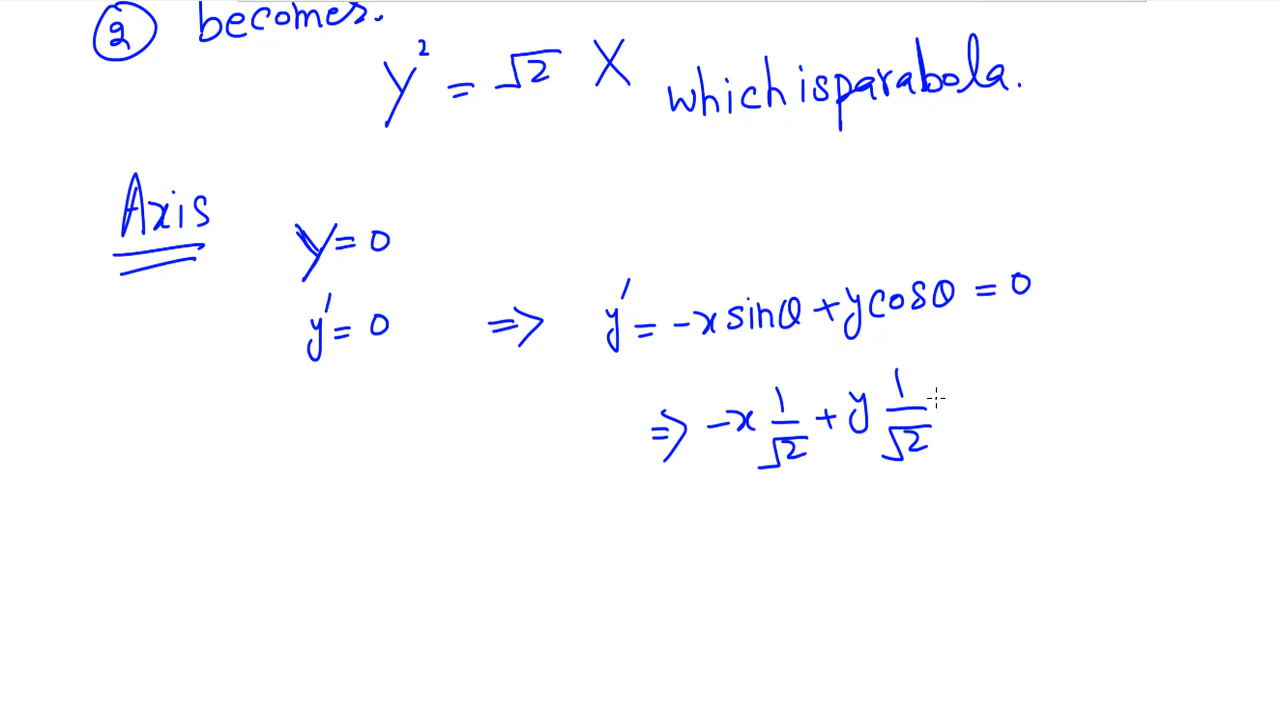 ② becomes.
y² = √2 X which is parabola.
Axis
y = 0
y′ = 0 ⇒ y′ = -x sinθ + y cosθ = 0
⇒ -x 1/√2 + y 1/√2